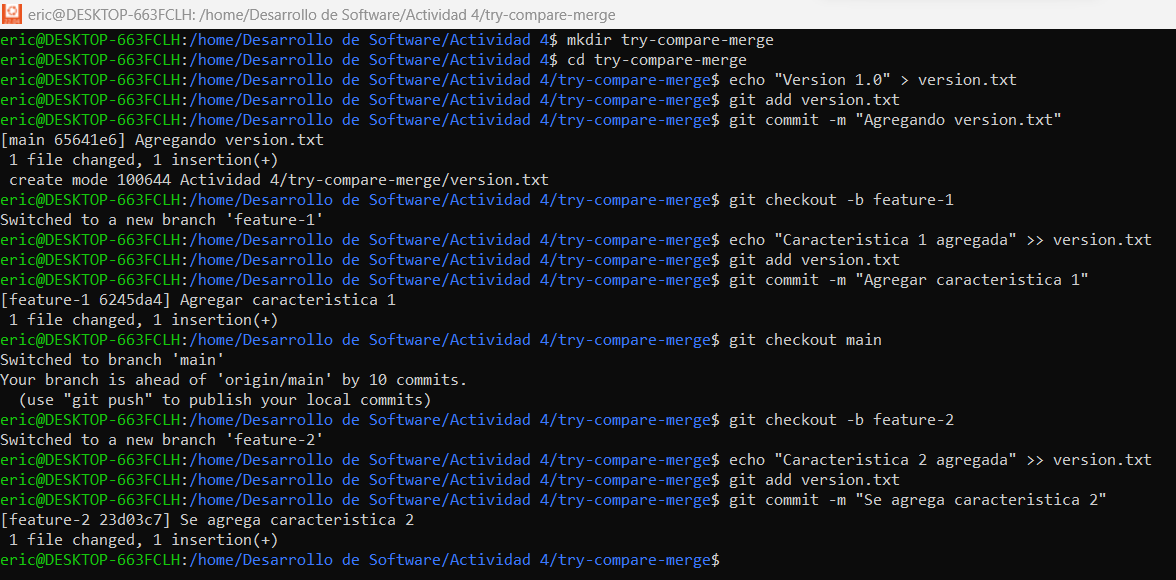 eric@DESKTOP-663FCLH: /home/Desarrollo de Software/Actividad 4/try-compare-merge
eric@DESKTOP-663FCLH:/home/Desarrollo de Software/Actividad 4$ mkdir try-compare-merge
eric@DESKTOP-663FCLH:/home/Desarrollo de Software/Actividad 4$ cd try-compare-merge
eric@DESKTOP-663FCLH:/home/Desarrollo de Software/Actividad 4/try-compare-merge$ echo "Version 1.0" > version.txt
eric@DESKTOP-663FCLH:/home/Desarrollo de Software/Actividad 4/try-compare-merge$ git add version.txt
eric@DESKTOP-663FCLH:/home/Desarrollo de Software/Actividad 4/try-compare-merge$ git commit -m "Agregando version.txt"
[main 65641e6] Agregando version.txt
 1 file changed, 1 insertion(+)
 create mode 100644 Actividad 4/try-compare-merge/version.txt
eric@DESKTOP-663FCLH:/home/Desarrollo de Software/Actividad 4/try-compare-merge$ git checkout -b feature-1
Switched to a new branch 'feature-1'
eric@DESKTOP-663FCLH:/home/Desarrollo de Software/Actividad 4/try-compare-merge$ echo "Caracteristica 1 agregada" >> version.txt
eric@DESKTOP-663FCLH:/home/Desarrollo de Software/Actividad 4/try-compare-merge$ git add version.txt
eric@DESKTOP-663FCLH:/home/Desarrollo de Software/Actividad 4/try-compare-merge$ git commit -m "Agregar caracteristica 1"
[feature-1 6245da4] Agregar caracteristica 1
 1 file changed, 1 insertion(+)
eric@DESKTOP-663FCLH:/home/Desarrollo de Software/Actividad 4/try-compare-merge$ git checkout main
Switched to branch 'main'
Your branch is ahead of 'origin/main' by 10 commits.
  (use "git push" to publish your local commits)
eric@DESKTOP-663FCLH:/home/Desarrollo de Software/Actividad 4/try-compare-merge$ git checkout -b feature-2
Switched to a new branch 'feature-2'
eric@DESKTOP-663FCLH:/home/Desarrollo de Software/Actividad 4/try-compare-merge$ echo "Caracteristica 2 agregada" >> version.txt
eric@DESKTOP-663FCLH:/home/Desarrollo de Software/Actividad 4/try-compare-merge$ git add version.txt
eric@DESKTOP-663FCLH:/home/Desarrollo de Software/Actividad 4/try-compare-merge$ git commit -m "Se agrega caracteristica 2"
[feature-2 23d03c7] Se agrega caracteristica 2
 1 file changed, 1 insertion(+)
eric@DESKTOP-663FCLH:/home/Desarrollo de Software/Actividad 4/try-compare-merge$